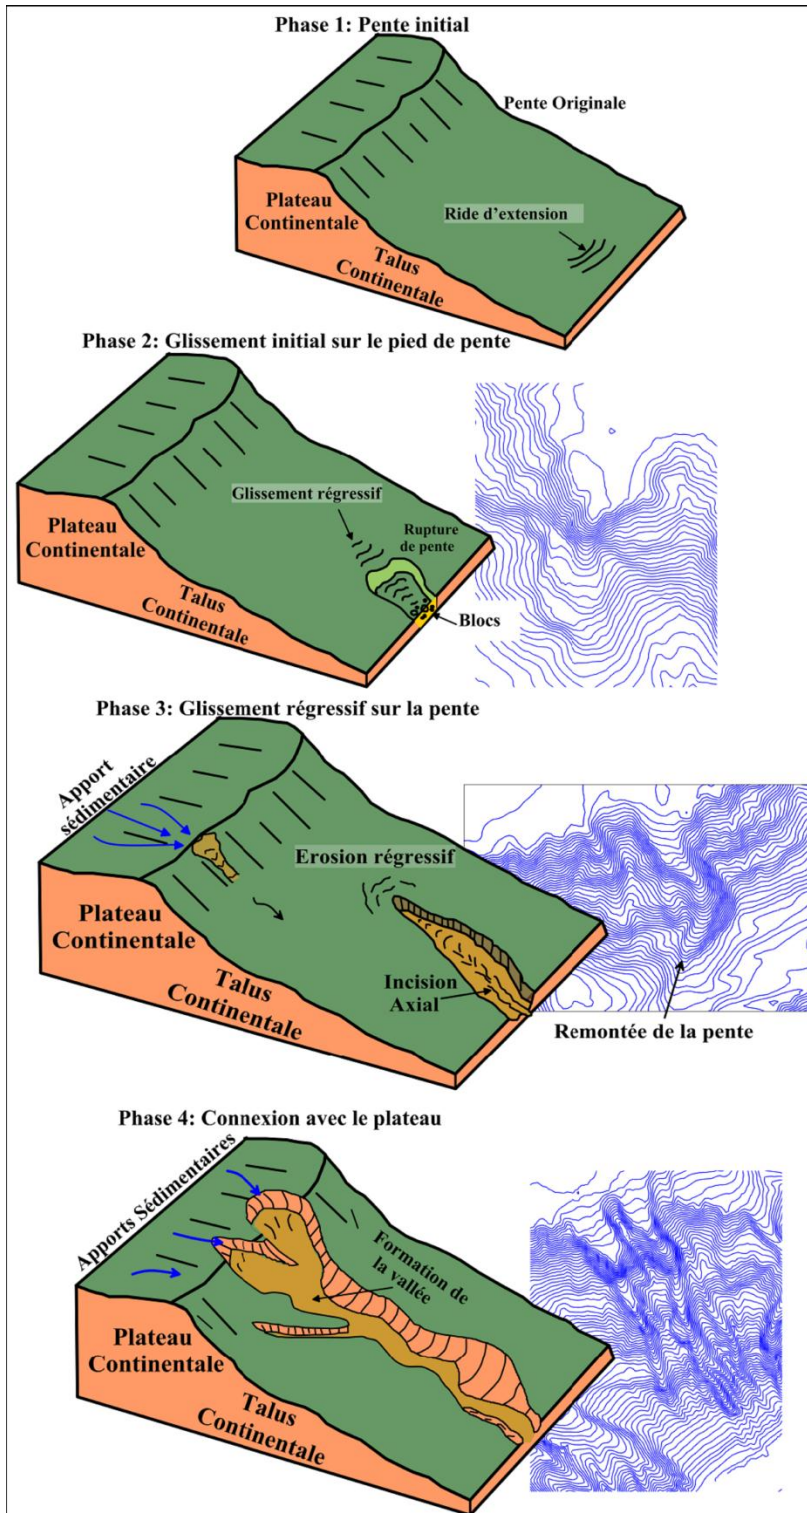 Phase 1: Pente initial
Pente Originale
Plateau
Continentale
Ride d'extension
Talus
Continentale
Phase 2: Glissement initial sur le pied de pente
Glissement régressif
Rupture
de pente
Plateau
Continentale
Talus
Continentale
Blocs
Phase 3: Glissement régressif sur la pente
Apport
sédimentaire
Erosion régressif
Plateau
Continentale
Talus
Continentale
Incision
Axial
Remontée de la pente
Phase 4: Connexion avec le plateau
Apports Sédimentaires
Formation de
la vallée
Plateau
Continentale
Talus
Continentale